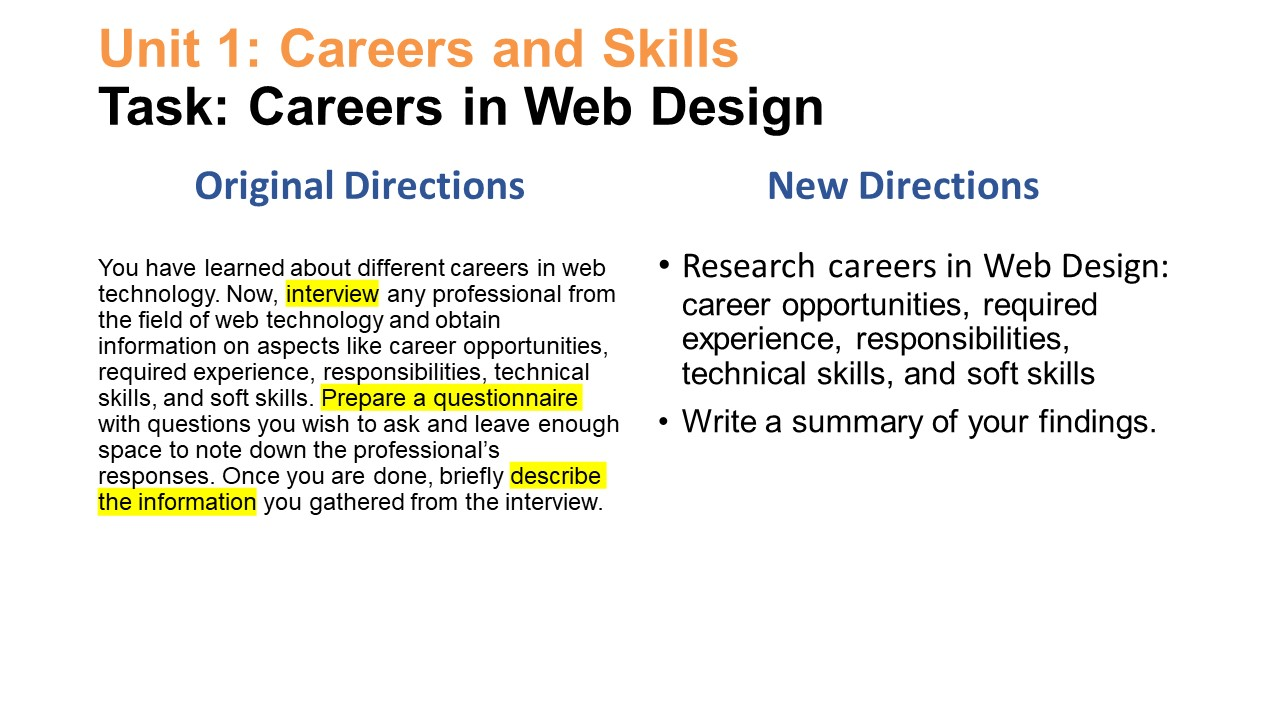 Unit 1: Careers and Skills
Task: Careers in Web Design
Original Directions
You have learned about different careers in web
technology. Now, interview any professional from
the field of web technology and obtain
information on aspects like career opportunities,
required experience, responsibilities, technical
skills, and soft skills. Prepare a questionnaire
with questions you wish to ask and leave enough
space to note down the professional’s
responses. Once you are done, briefly describe
the information you gathered from the interview.
New Directions
• Research careers in Web Design:
career opportunities, required
experience, responsibilities,
technical skills, and soft skills
• Write a summary of your findings.